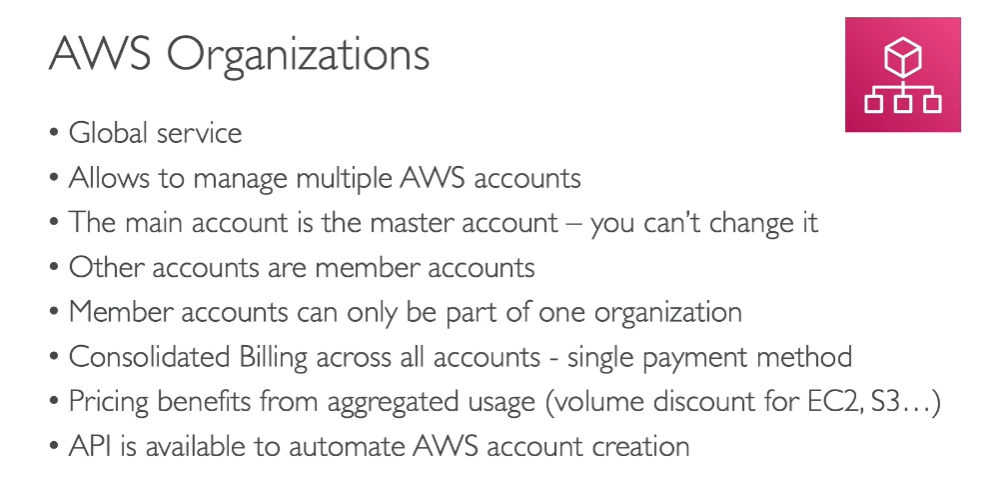 AWS Organizations
• Global service
• Allows to manage multiple AWS accounts
• The main account is the master account – you can't change it
• Other accounts are member accounts
• Member accounts can only be part of one organization
• Consolidated Billing across all accounts - single payment method
• Pricing benefits from aggregated usage (volume discount for EC2, S3…)
• API is available to automate AWS account creation